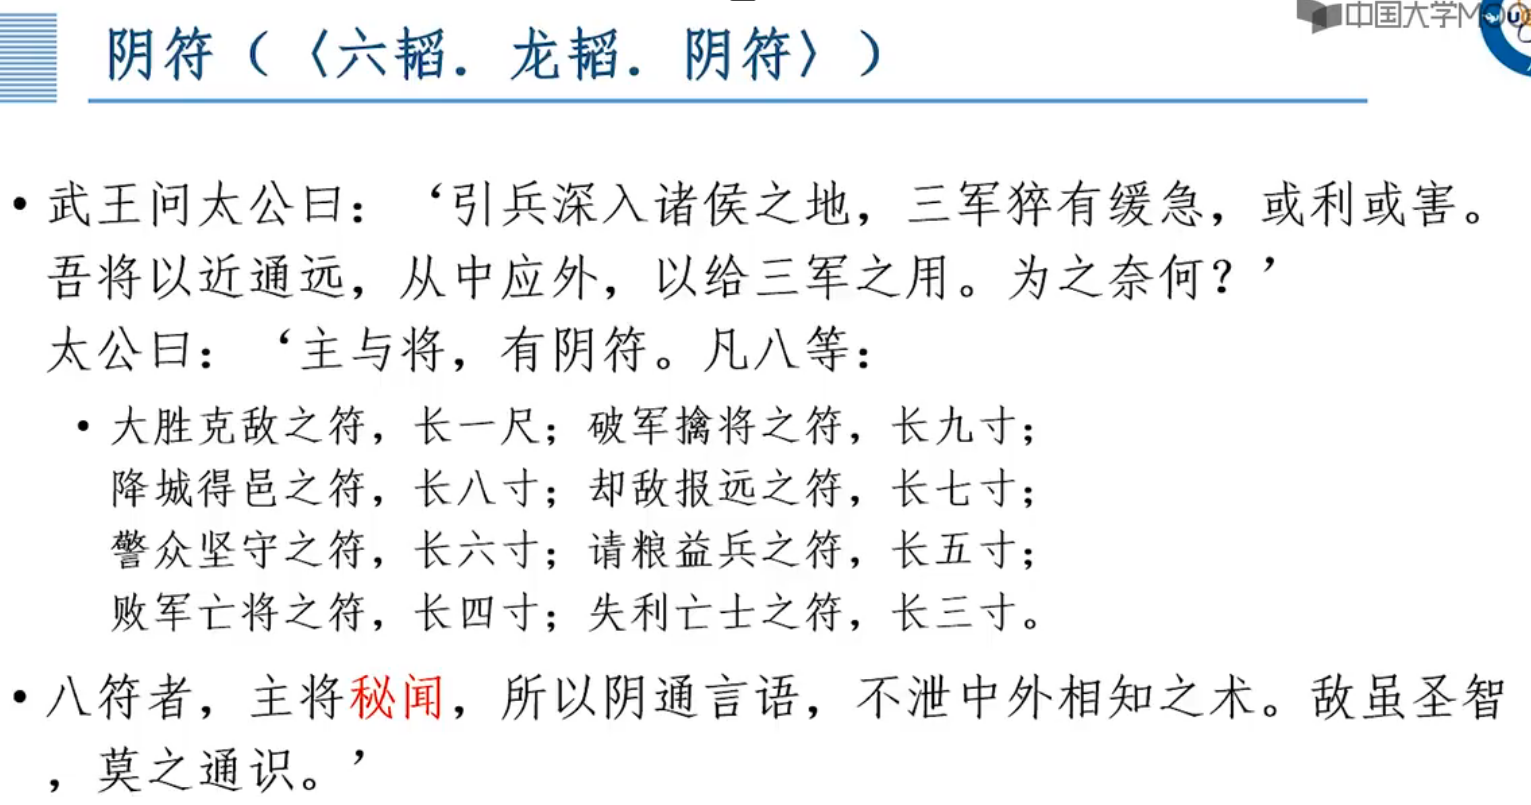 中国大学MOO
阴符（〈六韬．龙韬．阴符〉）
• 武王问太公曰：‘引兵深入诸侯之地，三军猝有缓急，或利或害。
吾将以近通远，从中应外，以给三军之用。为之奈何？’
太公曰：‘主与将，有阴符。凡八等：
• 大胜克敌之符，长一尺；破军擒将之符，长九寸；
降城得邑之符，长八寸；却敌报远之符，长七寸；
警众坚守之符，长六寸；请粮益兵之符，长五寸；
败军亡将之符，长四寸；失利亡士之符，长三寸。
• 八符者，主将秘闻，所以阴通言语，不泄中外相知之术。敌虽圣智
，莫之通识。’